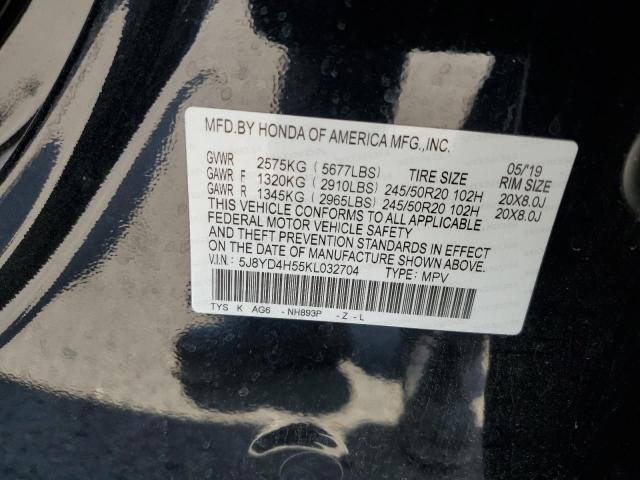 MFD.BY HONDA OF AMERICA MFG.,INC.
GVWR 2575KG (5677LBS) TIRE SIZE 05/'19 RIM SIZE
GAWR F 1320KG (2910LBS) 245/50R20 102H 20X8.0J
GAWR R 1345KG (2965LBS) 245/50R20 102H 20X8.0J
THIS VEHICLE CONFORMS TO ALL APPLICABLE
FEDERAL MOTOR VEHICLE SAFETY
AND THEFT PREVENTION STANDARDS IN EFFECT
ON THE DATE OF MANUFACTURE SHOWN ABOVE.
V.I.N.: 5J8YD4H55KL032704 TYPE: MPV
TYS K AG6 -NH893P -Z-L